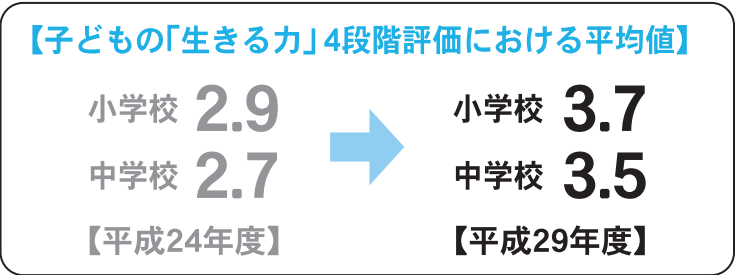 【子どもの「生きる力」4段階評価における平均値】
小学校 2.9
中学校 2.7
【平成24年度】
小学校 3.7
中学校 3.5
【平成29年度】